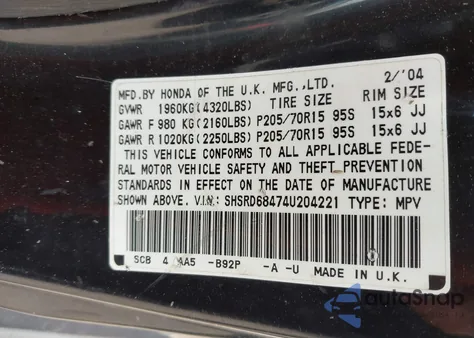 MFD.BY HONDA OF THE U.K. MFG.,LTD. 2/'04
GVWR 1960KG(4320LBS) TIRE SIZE RIM SIZE
GAWR F 980 KG(2160LBS) P205/70R15 95S 15x6 JJ
GAWR R 1020KG(2250LBS) P205/70R15 95S 15x6 JJ
THIS VEHICLE CONFORMS TO ALL APPLICABLE FEDE-
RAL MOTOR VEHICLE SAFETY AND THEFT PREVENTION
STANDARDS IN EFFECT ON THE DATE OF MANUFACTURE
SHOWN ABOVE. V.I.N: SHSRD68474U204221 TYPE: MPV
SCB 4 AA5 -B92P -A -U MADE IN U.K.
autoSnap